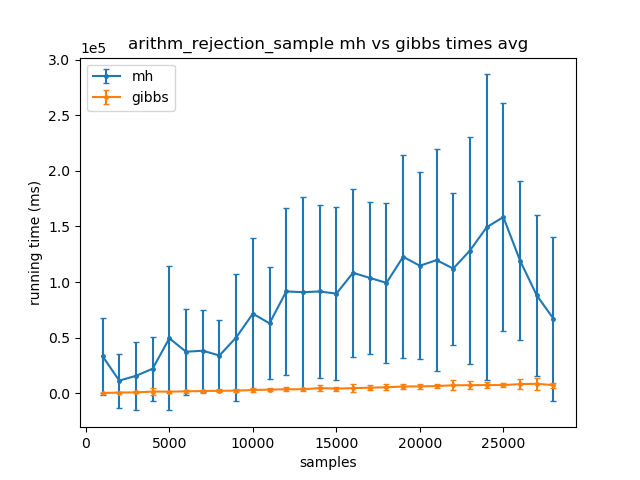 arithm_rejection_sample mh vs gibbs times avg
1e5
mh
gibbs
3.0
2.5
2.0
1.5
1.0
0.5
0.0
running time (ms)
0 5000 10000 15000 20000 25000
samples